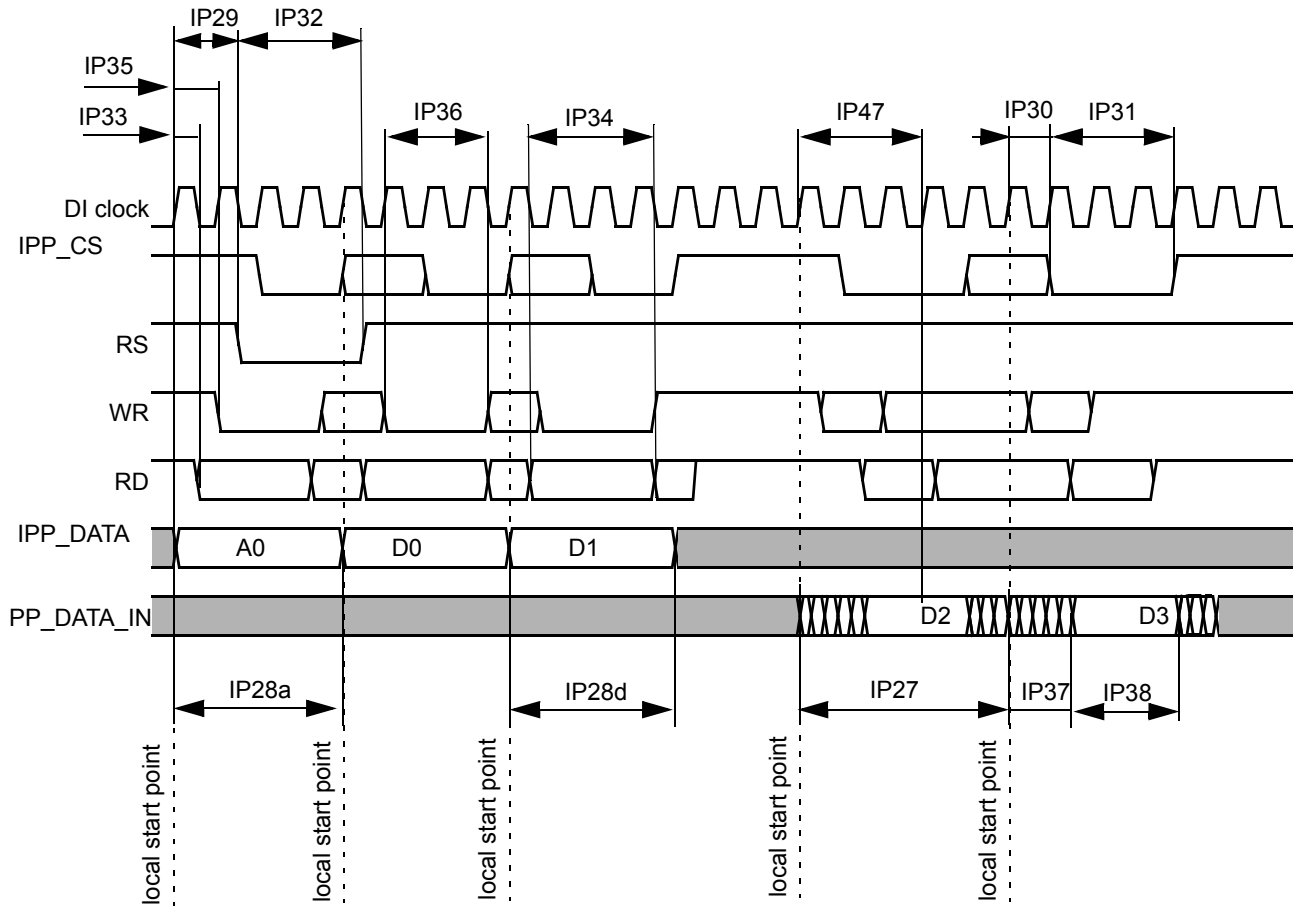 IP29
IP32
IP35
IP33
IP36
IP34
IP47
IP30
IP31
DI clock
IPP_CS
RS
WR
RD
IPP_DATA
A0
D0
D1
PP_DATA_IN
D2
D3
IP28a
IP28d
IP27
IP37
IP38
local start point
local start point
local start point
local start point
local start point